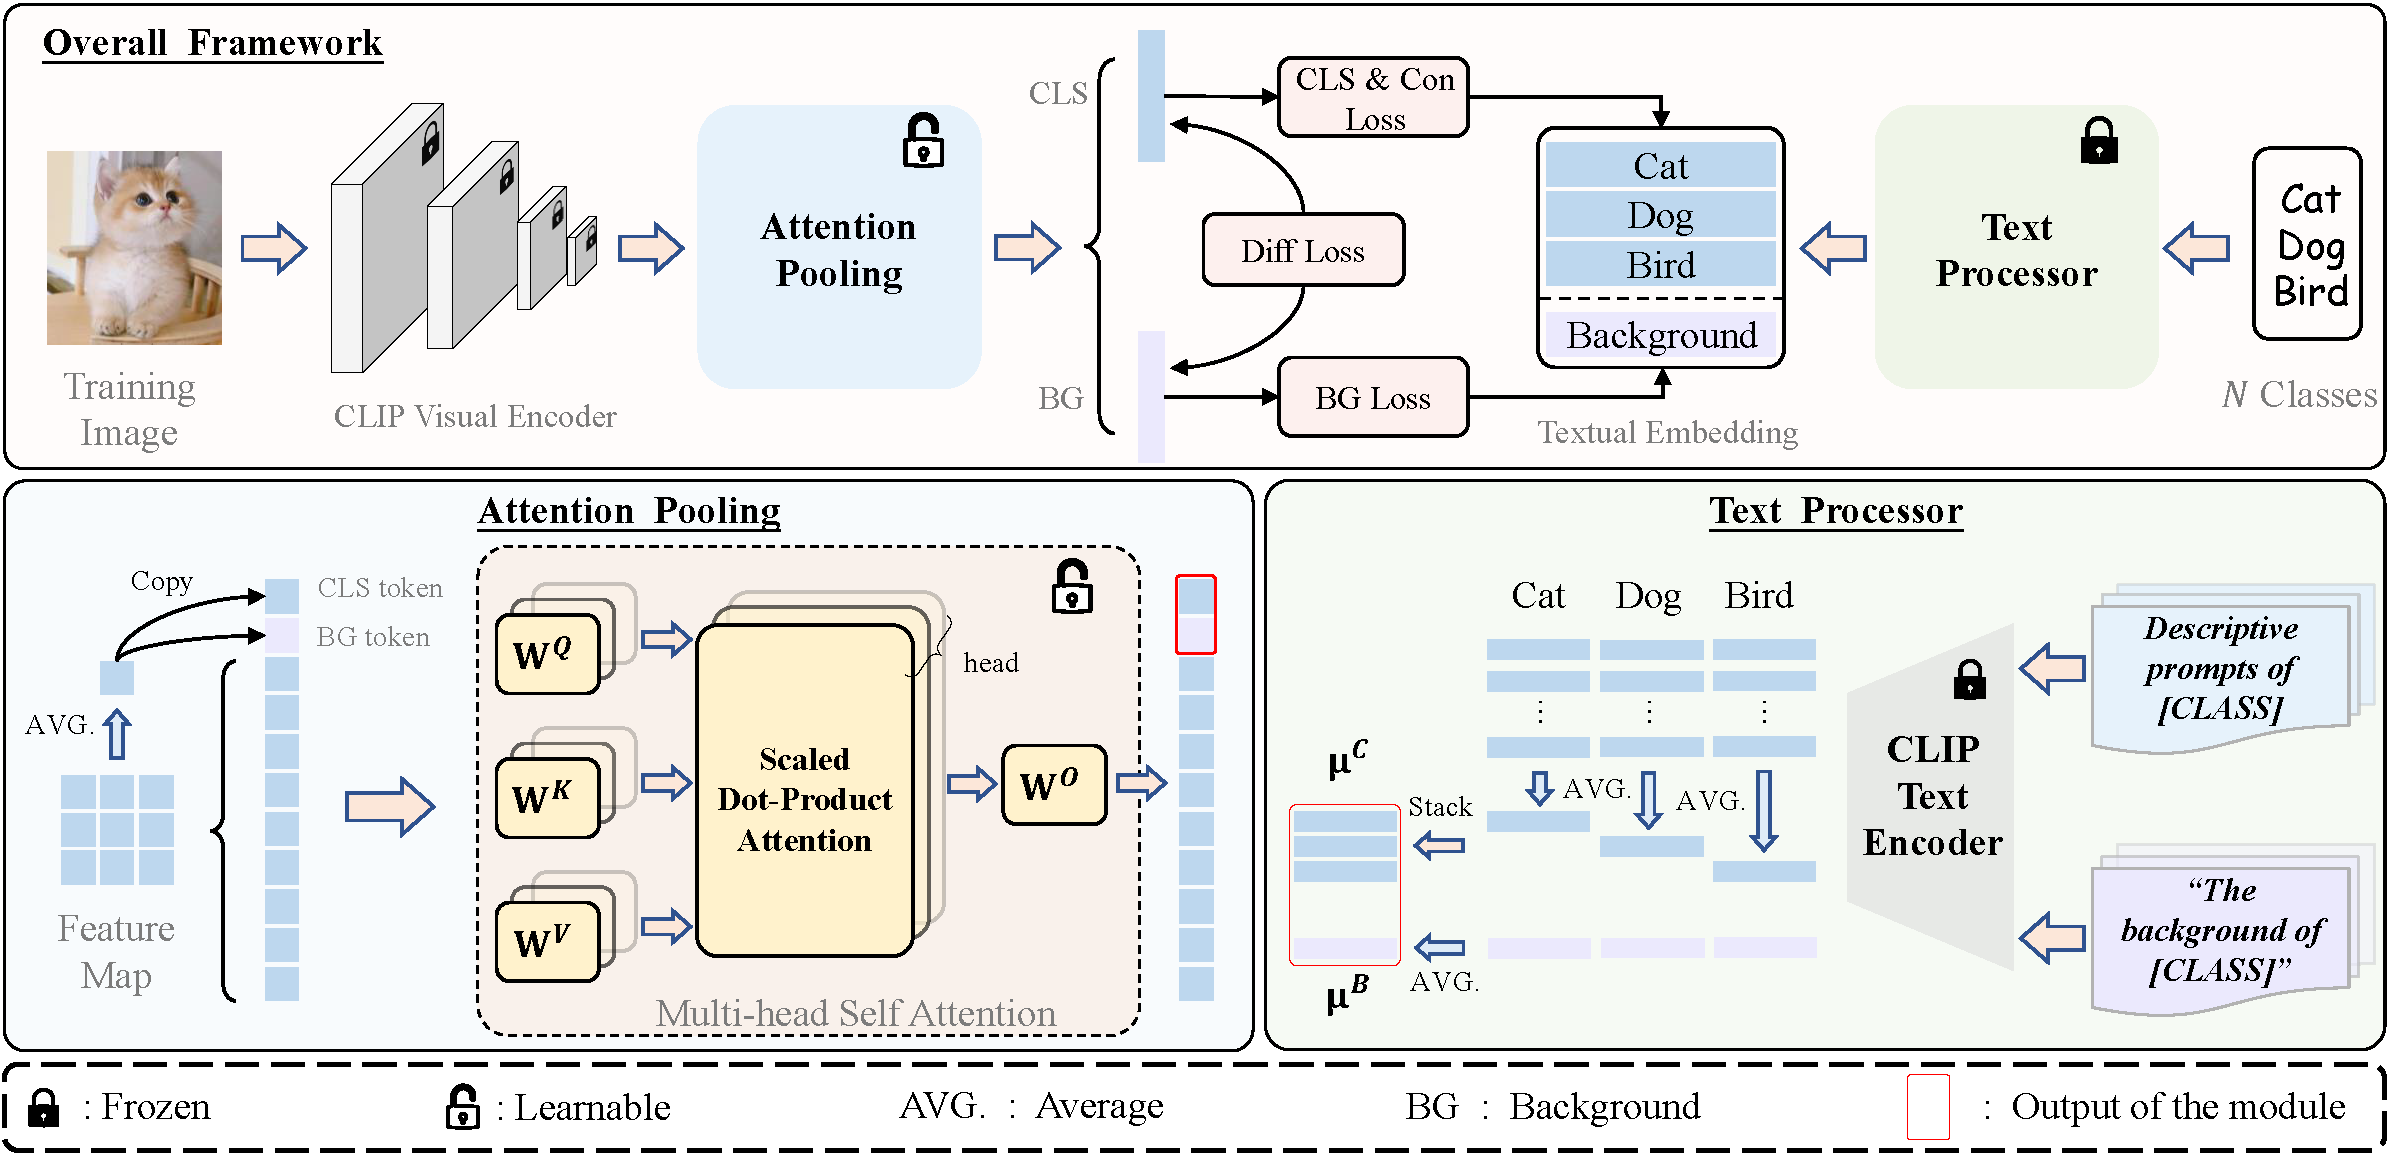 Overall Framework
Training
Image
CLIP Visual Encoder
Attention
Pooling
CLS
BG
CLS & Con
Loss
Diff Loss
BG Loss
Cat
Dog
Bird
Background
Textual Embedding
Text
Processor
Cat
Dog
Bird
N Classes
Attention Pooling
Copy
CLS token
BG token
AVG.
Feature
Map
W^Q
W^K
W^V
Scaled
Dot-Product
Attention
head
W^O
Multi-head Self Attention
Text Processor
Cat Dog Bird
⋮ ⋮ ⋮
AVG.
AVG.
μ^C
Stack
μ^B
AVG.
CLIP
Text
Encoder
Descriptive
prompts of
[CLASS]
“The
background of
[CLASS]”
: Frozen
: Learnable
AVG. : Average
BG : Background
: Output of the module